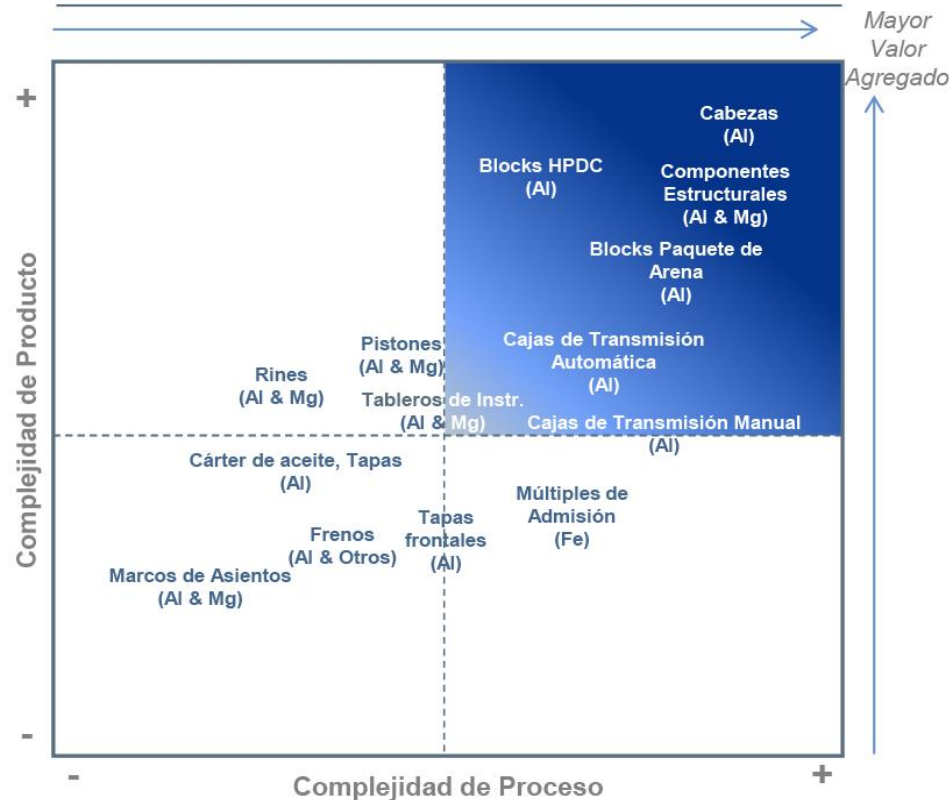 Mayor
Valor
Agregado
+
Complejidad de Producto
-
Cabezas
(Al)
Blocks HPDC
(Al)
Componentes
Estructurales
(Al & Mg)
Blocks Paquete de
Arena
(Al)
Pistones
(Al & Mg)
Cajas de Transmisión
Automática
(Al)
Rines
(Al & Mg)
Tableros de Instr.
(Al & Mg)
Cajas de Transmisión Manual
(Al)
Cárter de aceite, Tapas
(Al)
Múltiples de
Admisión
(Fe)
Tapas
frontales
(Al)
Frenos
(Al & Otros)
Marcos de Asientos
(Al & Mg)
-
Complejidad de Proceso
+